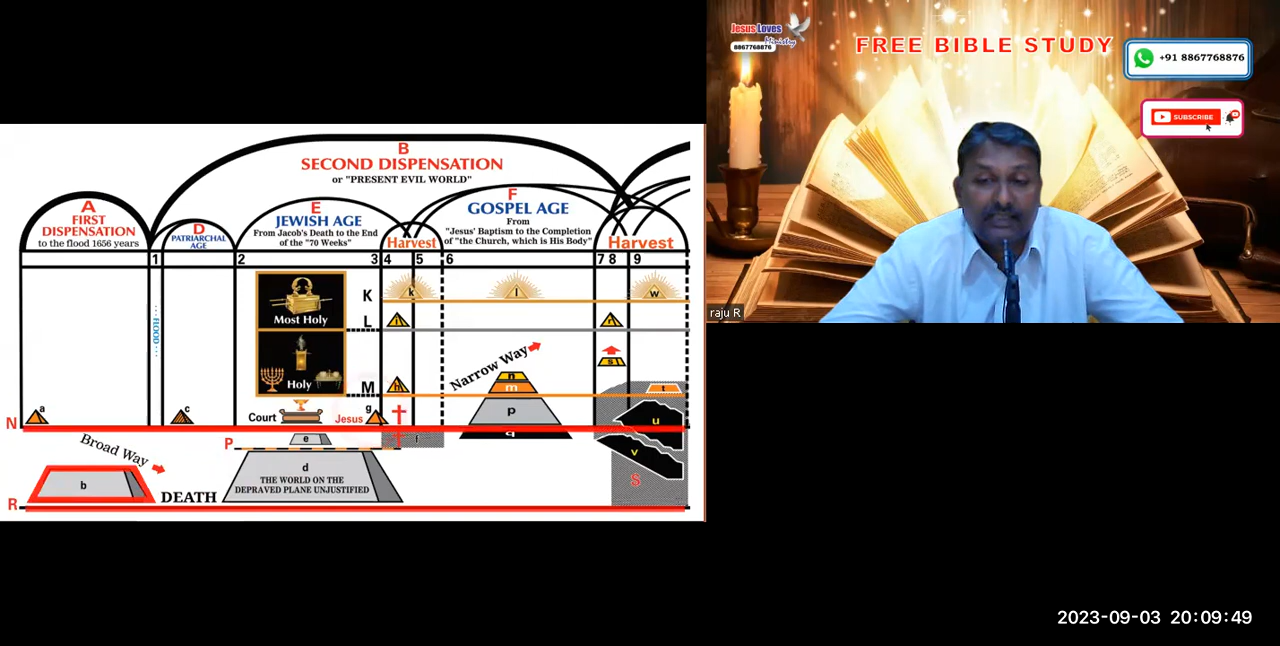 B
SECOND DISPENSATION
or "PRESENT EVIL WORLD"
A
FIRST
DISPENSATION
to the flood 1656 years
D
PATRIARCHAL
AGE
E
JEWISH AGE
From Jacob's Death to the End
of the "70 Weeks"
Harvest
F
GOSPEL AGE
From
"Jesus' Baptism to the Completion
of "the Church, which is His Body"
Harvest
1 2 3 4 5 6 7 8 9
FLOOD
Most Holy
Holy
Court
K
L
M
k l w
i r
Narrow Way
s
n
m
h
t
a
c
g
Jesus
p
u
N
q
P
e
f
v
Broad Way
b
DEATH
d
THE WORLD ON THE
DEPRAVED PLANE UNJUSTIFIED
S
R
Jesus Loves
Ministry
8867768876
FREE BIBLE STUDY
+91 8867768876
SUBSCRIBE
raju R
2023-09-03 20:09:49